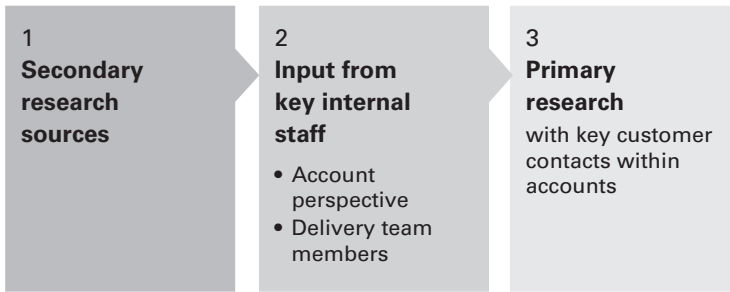 1
Secondary
research
sources
2
Input from
key internal
staff
• Account
perspective
• Delivery team
members
3
Primary
research
with key customer
contacts within
accounts